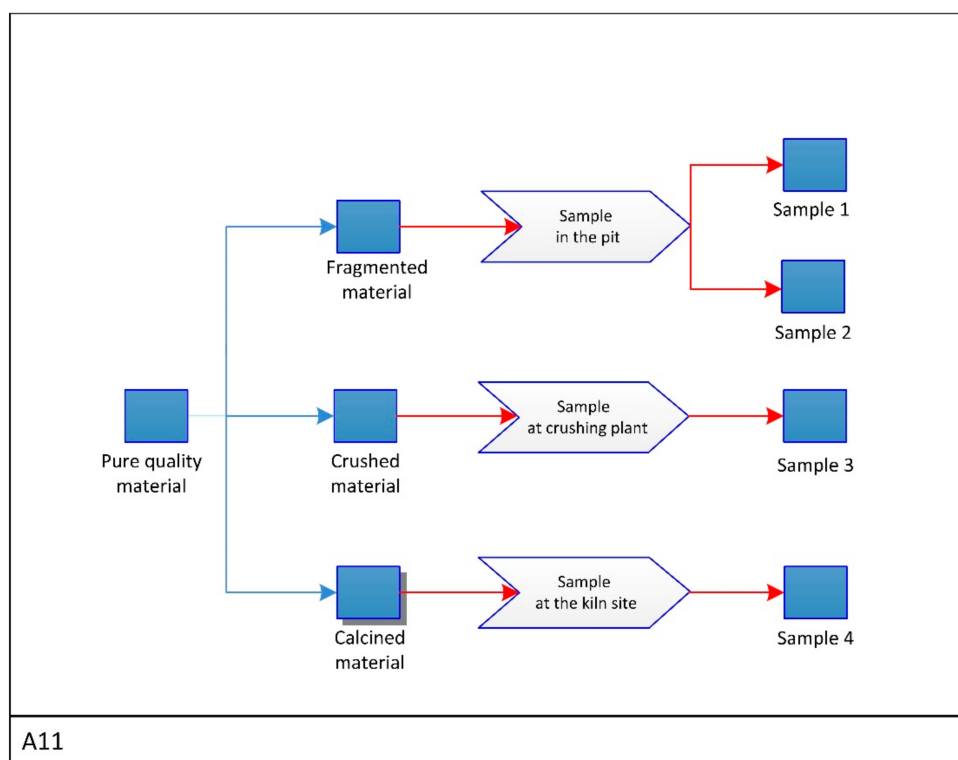 Sample 1
Sample
in the pit
Fragmented
material
Sample 2
Pure quality
material
Crushed
material
Sample
at crushing plant
Sample 3
Calcined
material
Sample
at the kiln site
Sample 4
A11